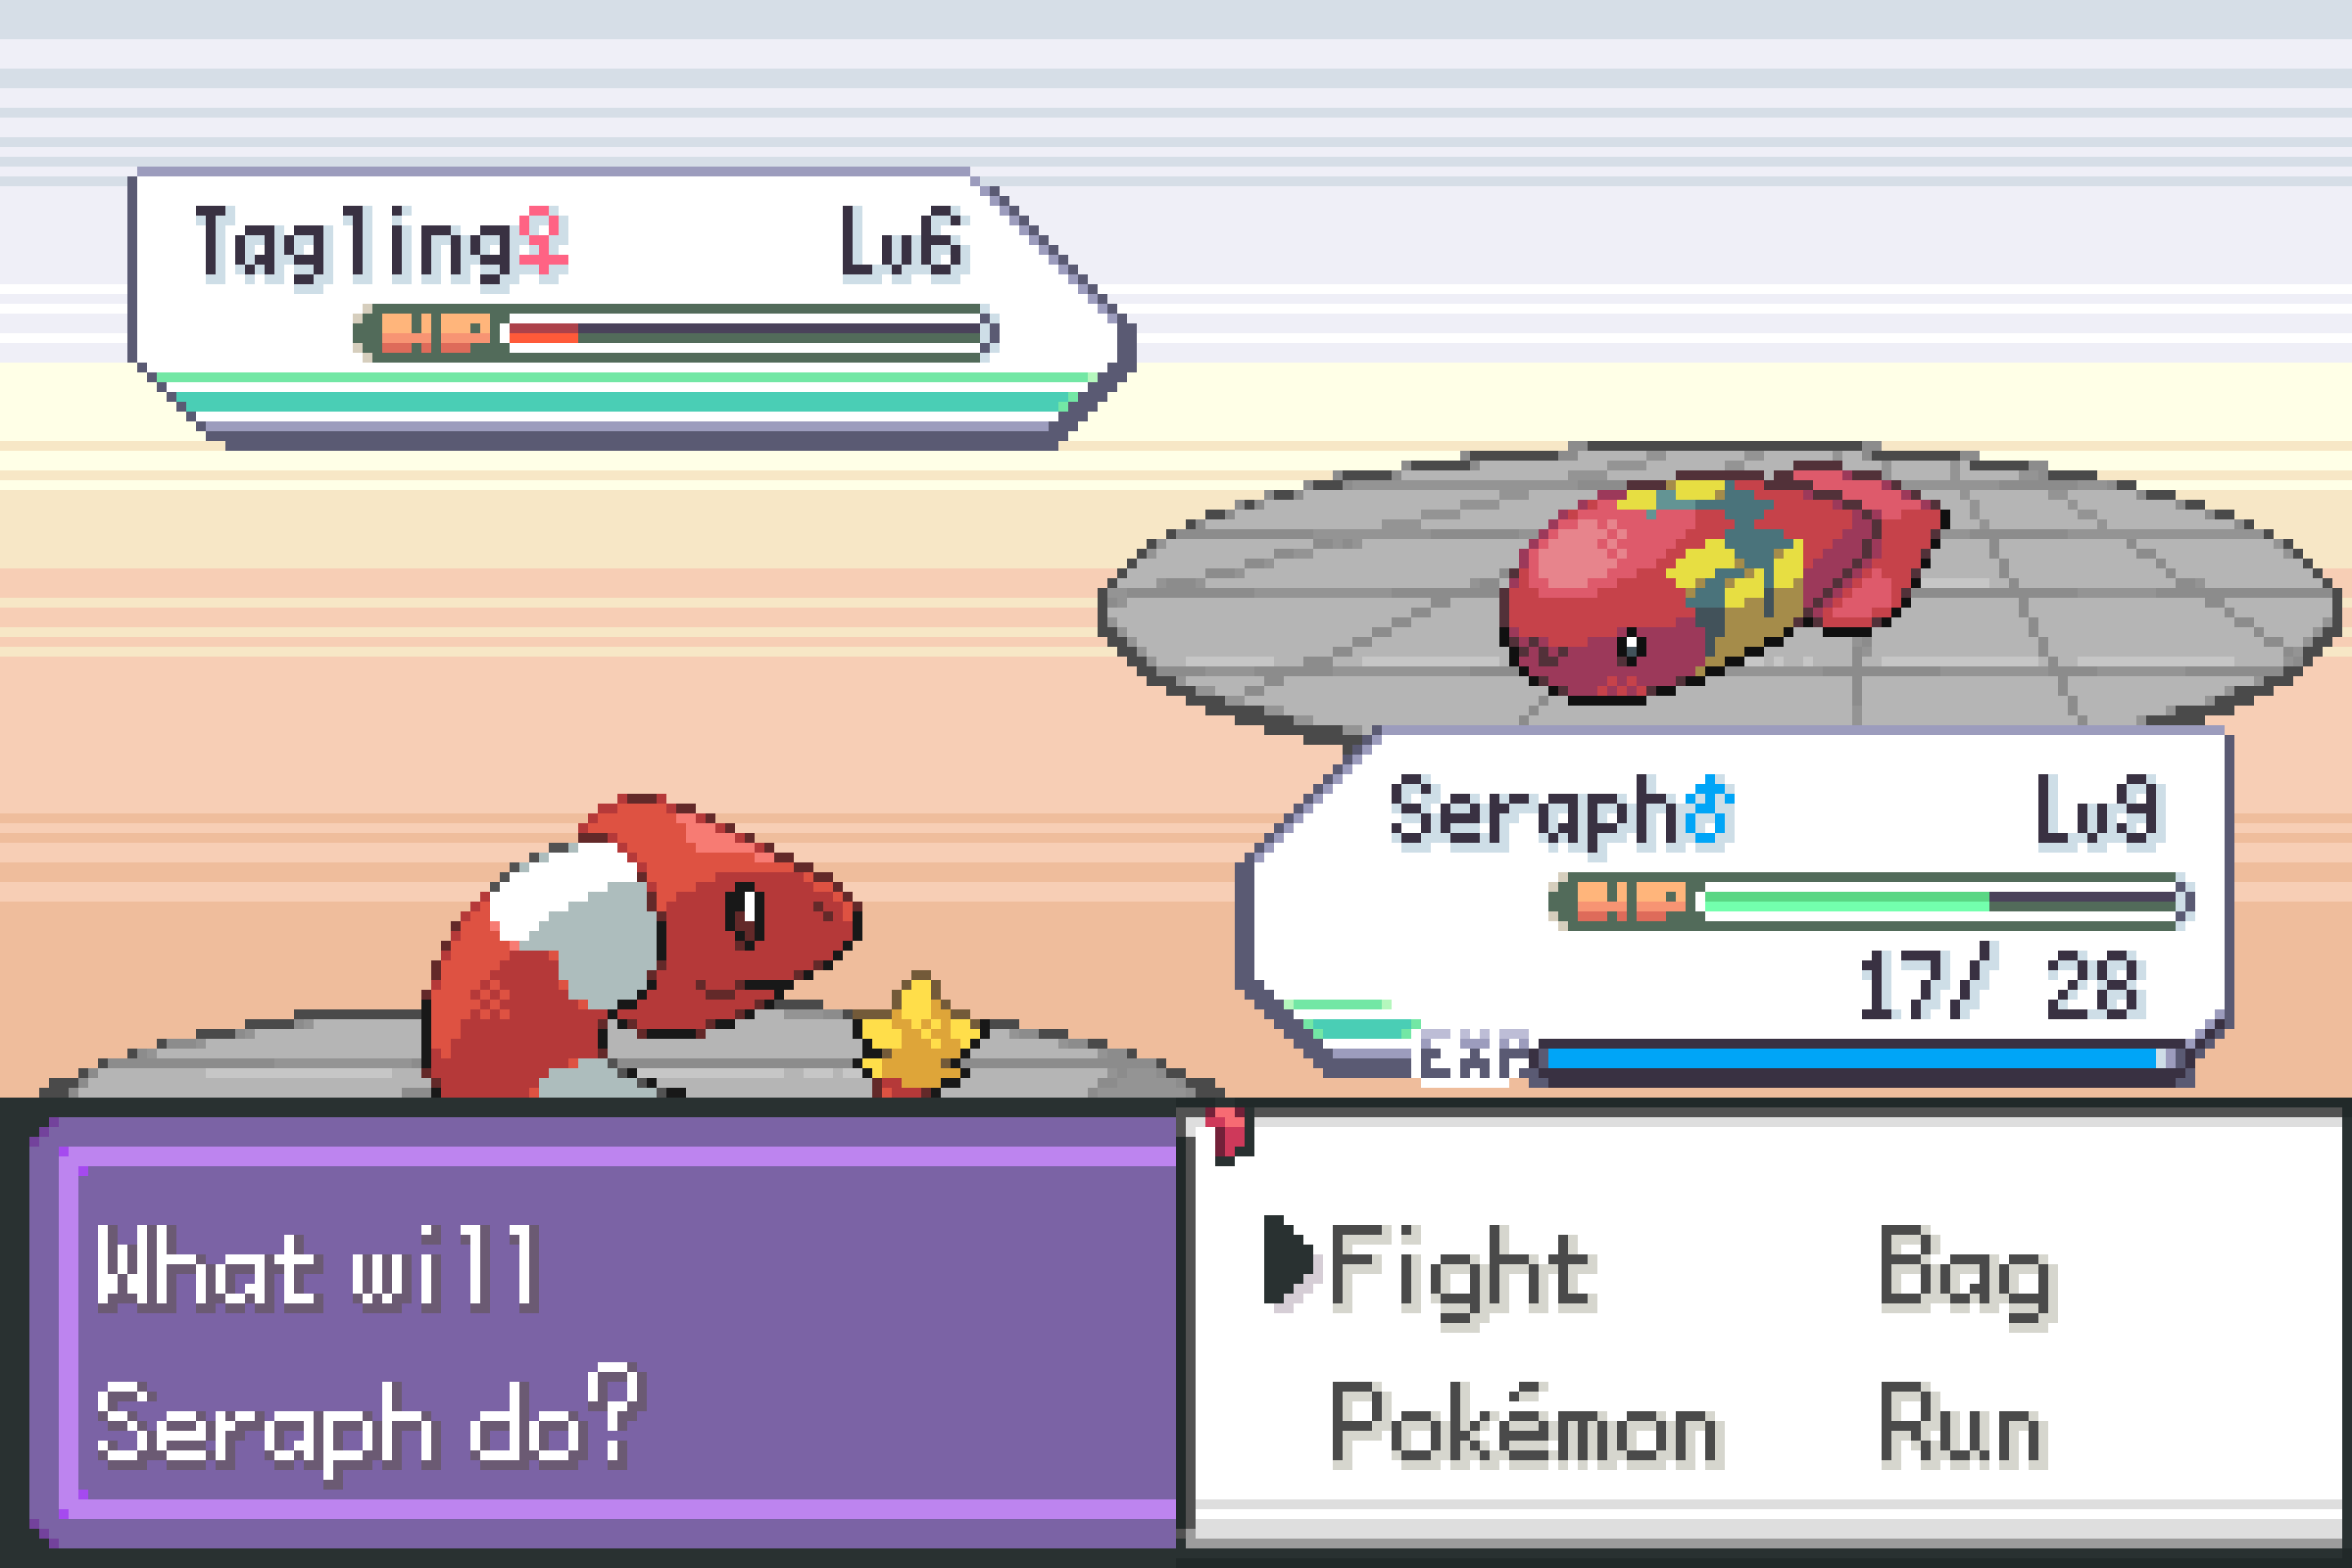 Tagling♀ Lv6
HP
Seraph♂ Lv9
HP
17/ 28
EXP
What will
Seraph do?
Fight Bag
Pokémon Run